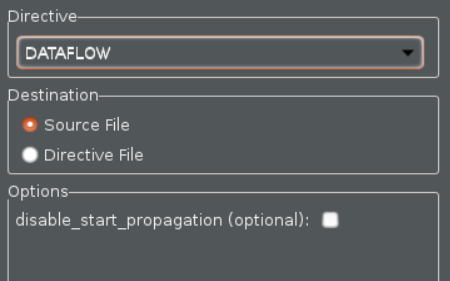 Directive
DATAFLOW
Destination
Source File
Directive File
Options
disable_start_propagation (optional):